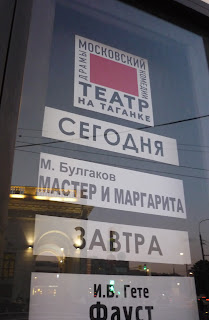 МОСКОВСКИЙ
ДРАМЫ
КОМЕДИИ
ТЕАТР
НА ТАГАНКЕ
СЕГОДНЯ
М. Булгаков
МАСТЕР И МАРГАРИТА
ЗАВТРА
И.В. Гете
Фауст